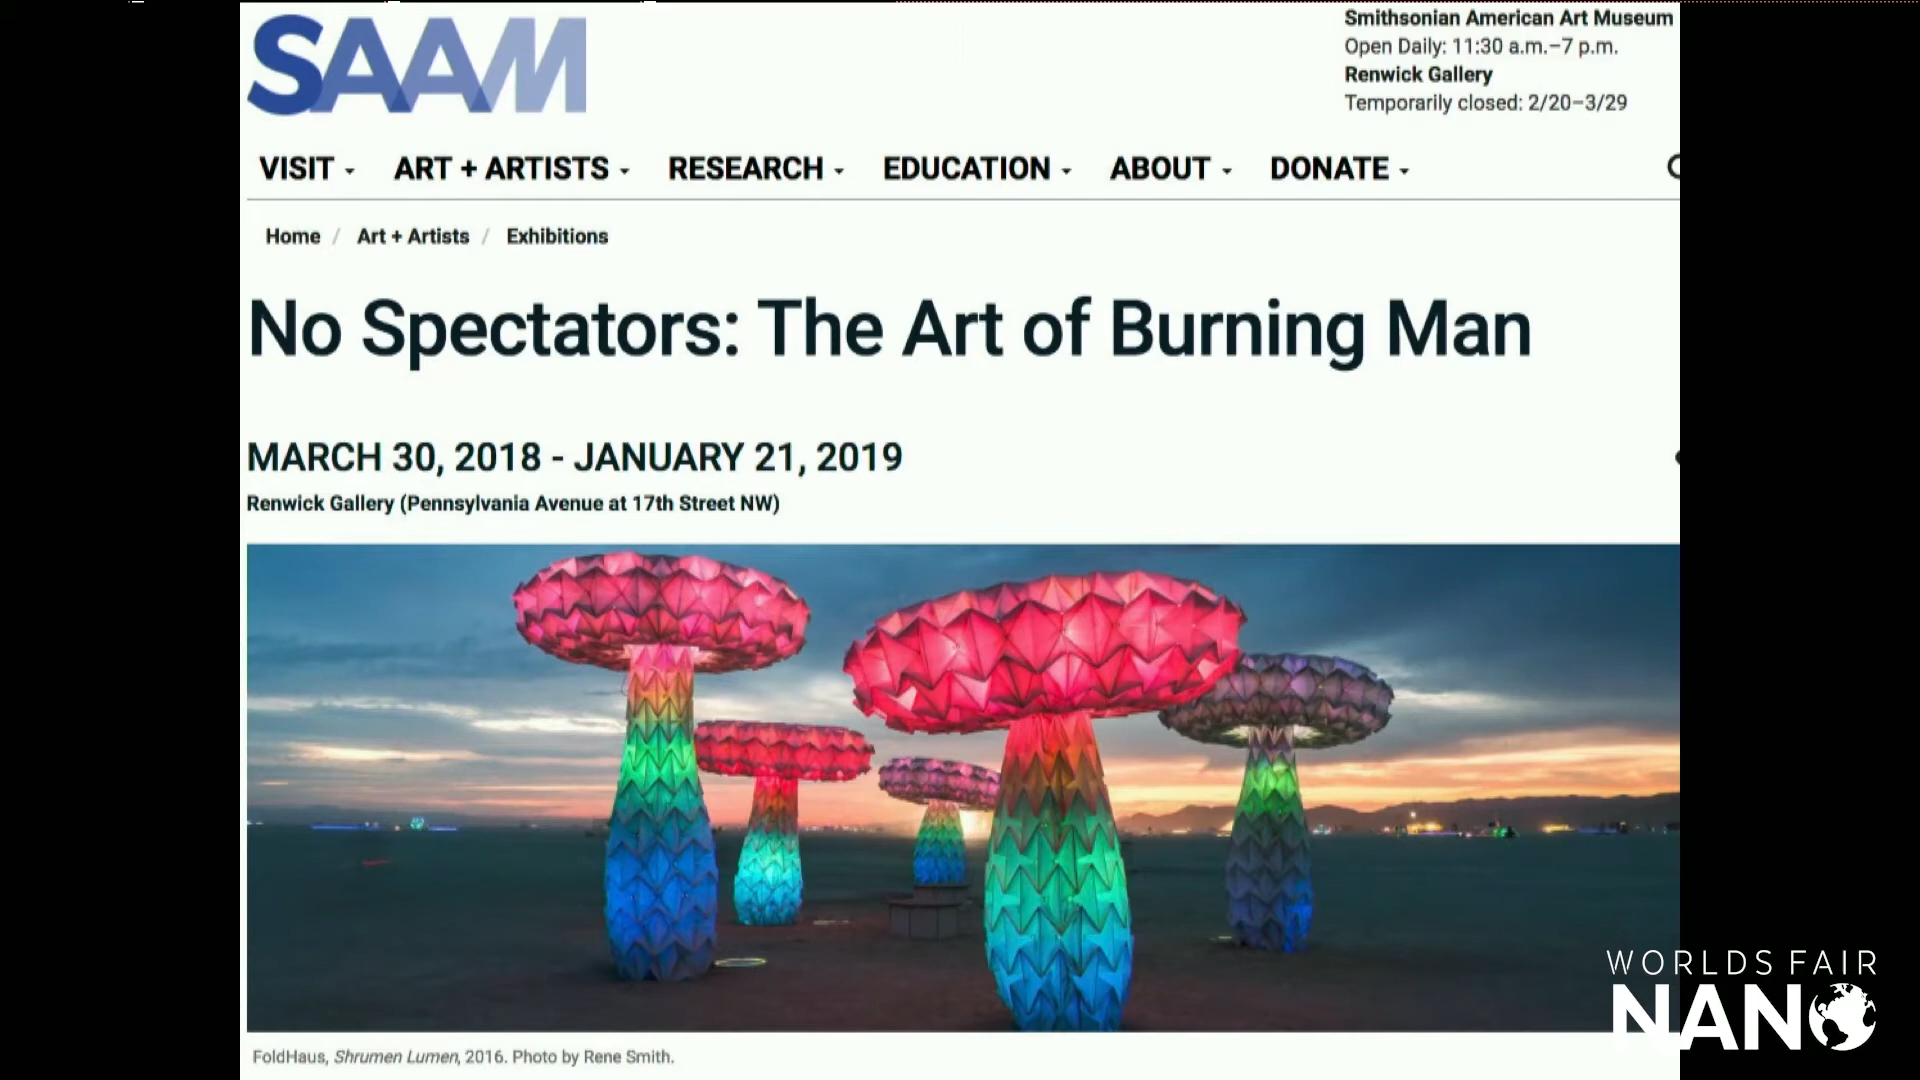 SAAM
Smithsonian American Art Museum
Open Daily: 11:30 a.m.–7 p.m.
Renwick Gallery
Temporarily closed: 2/20–3/29
VISIT ART + ARTISTS RESEARCH EDUCATION ABOUT DONATE
Home / Art + Artists / Exhibitions
No Spectators: The Art of Burning Man
MARCH 30, 2018 - JANUARY 21, 2019
Renwick Gallery (Pennsylvania Avenue at 17th Street NW)
FoldHaus, Shrumen Lumen, 2016. Photo by Rene Smith.
WORLDS FAIR
NANO